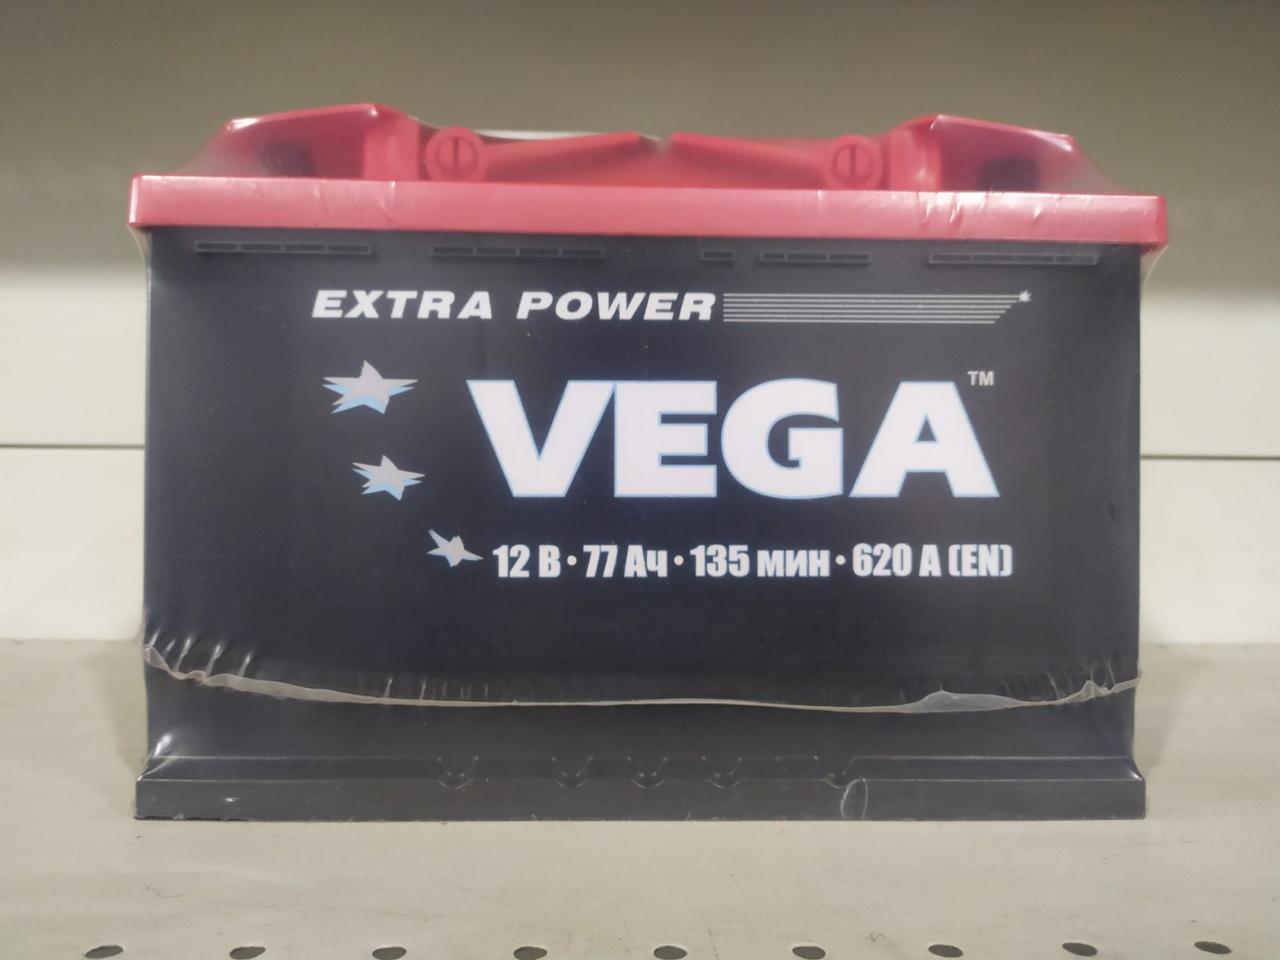 EXTRA POWER
VEGA™
12 В · 77 Ач · 135 мин · 620 А (EN)